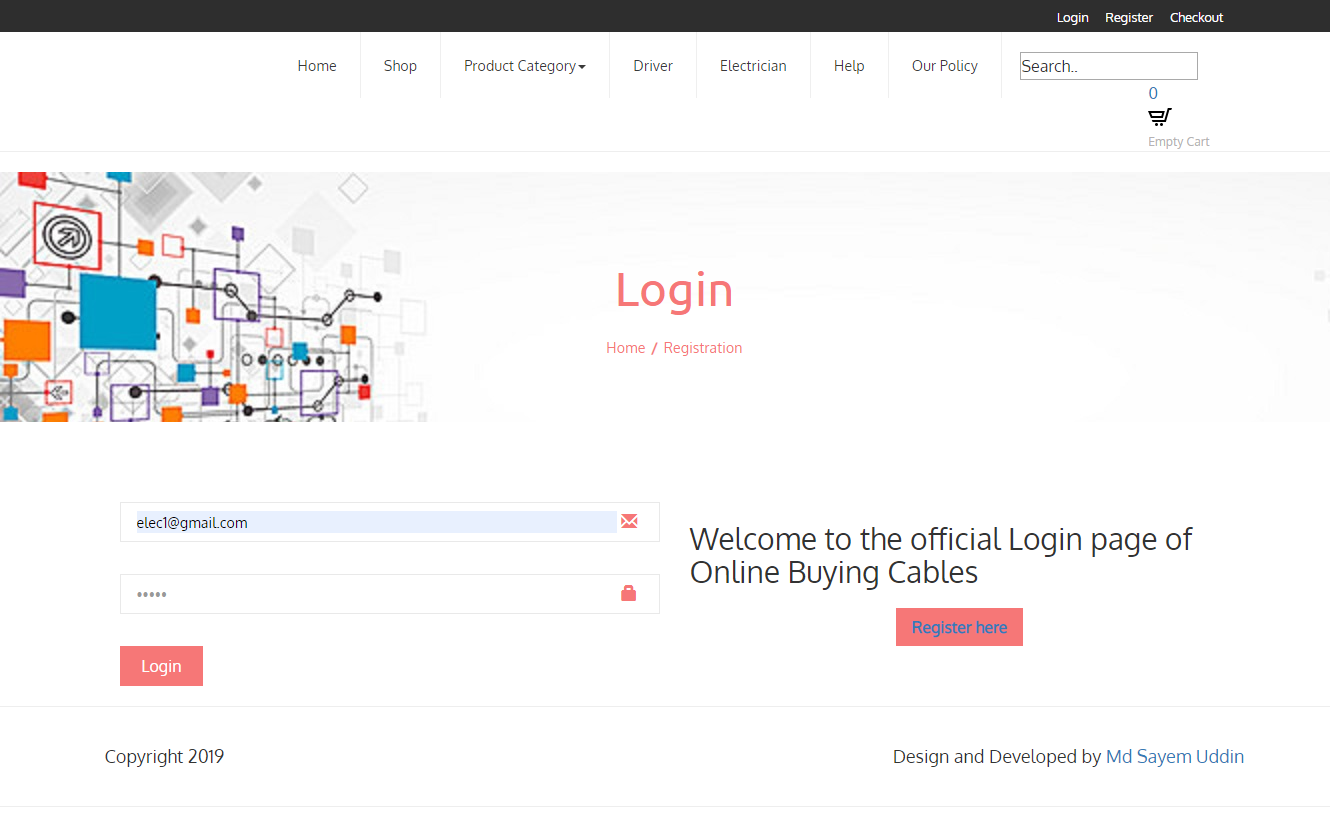 Login Register Checkout
Home Shop Product Category Driver Electrician Help Our Policy Search..
0
Empty Cart
Login
Home / Registration
elec1@gmail.com
•••••
Login
Welcome to the official Login page of
Online Buying Cables
Register here
Copyright 2019
Design and Developed by Md Sayem Uddin